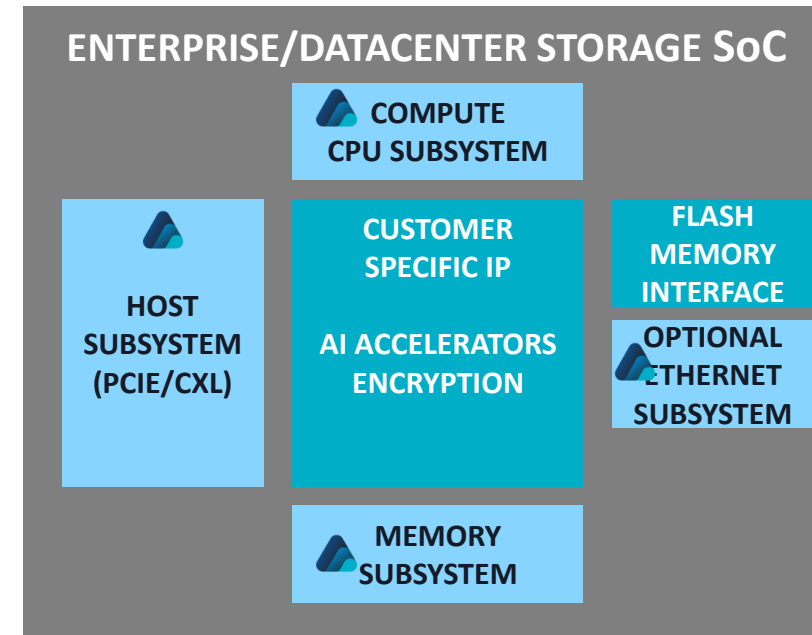 ENTERPRISE/DATACENTER STORAGE SoC
COMPUTE
CPU SUBSYSTEM
HOST
SUBSYSTEM
(PCIE/CXL)
CUSTOMER
SPECIFIC IP
AI ACCELERATORS
ENCRYPTION
FLASH
MEMORY
INTERFACE
OPTIONAL
ETHERNET
SUBSYSTEM
MEMORY
SUBSYSTEM